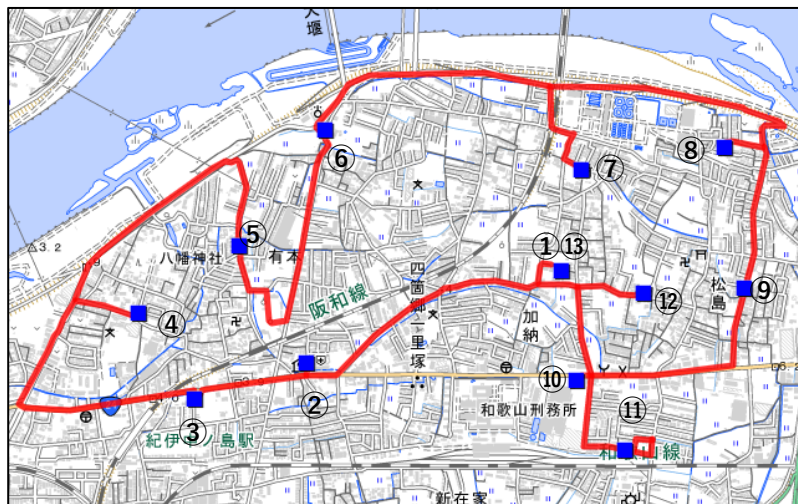 大堰
⑥
⑦
⑧
△3.2
八幡神社
⑤
有本
阪和線
四箇郷一里塚
①⑬
加納
⑫
松島
⑨
④
②
③
紀伊中ノ島駅
⑩
和歌山刑務所
⑪
和歌山線
新在家